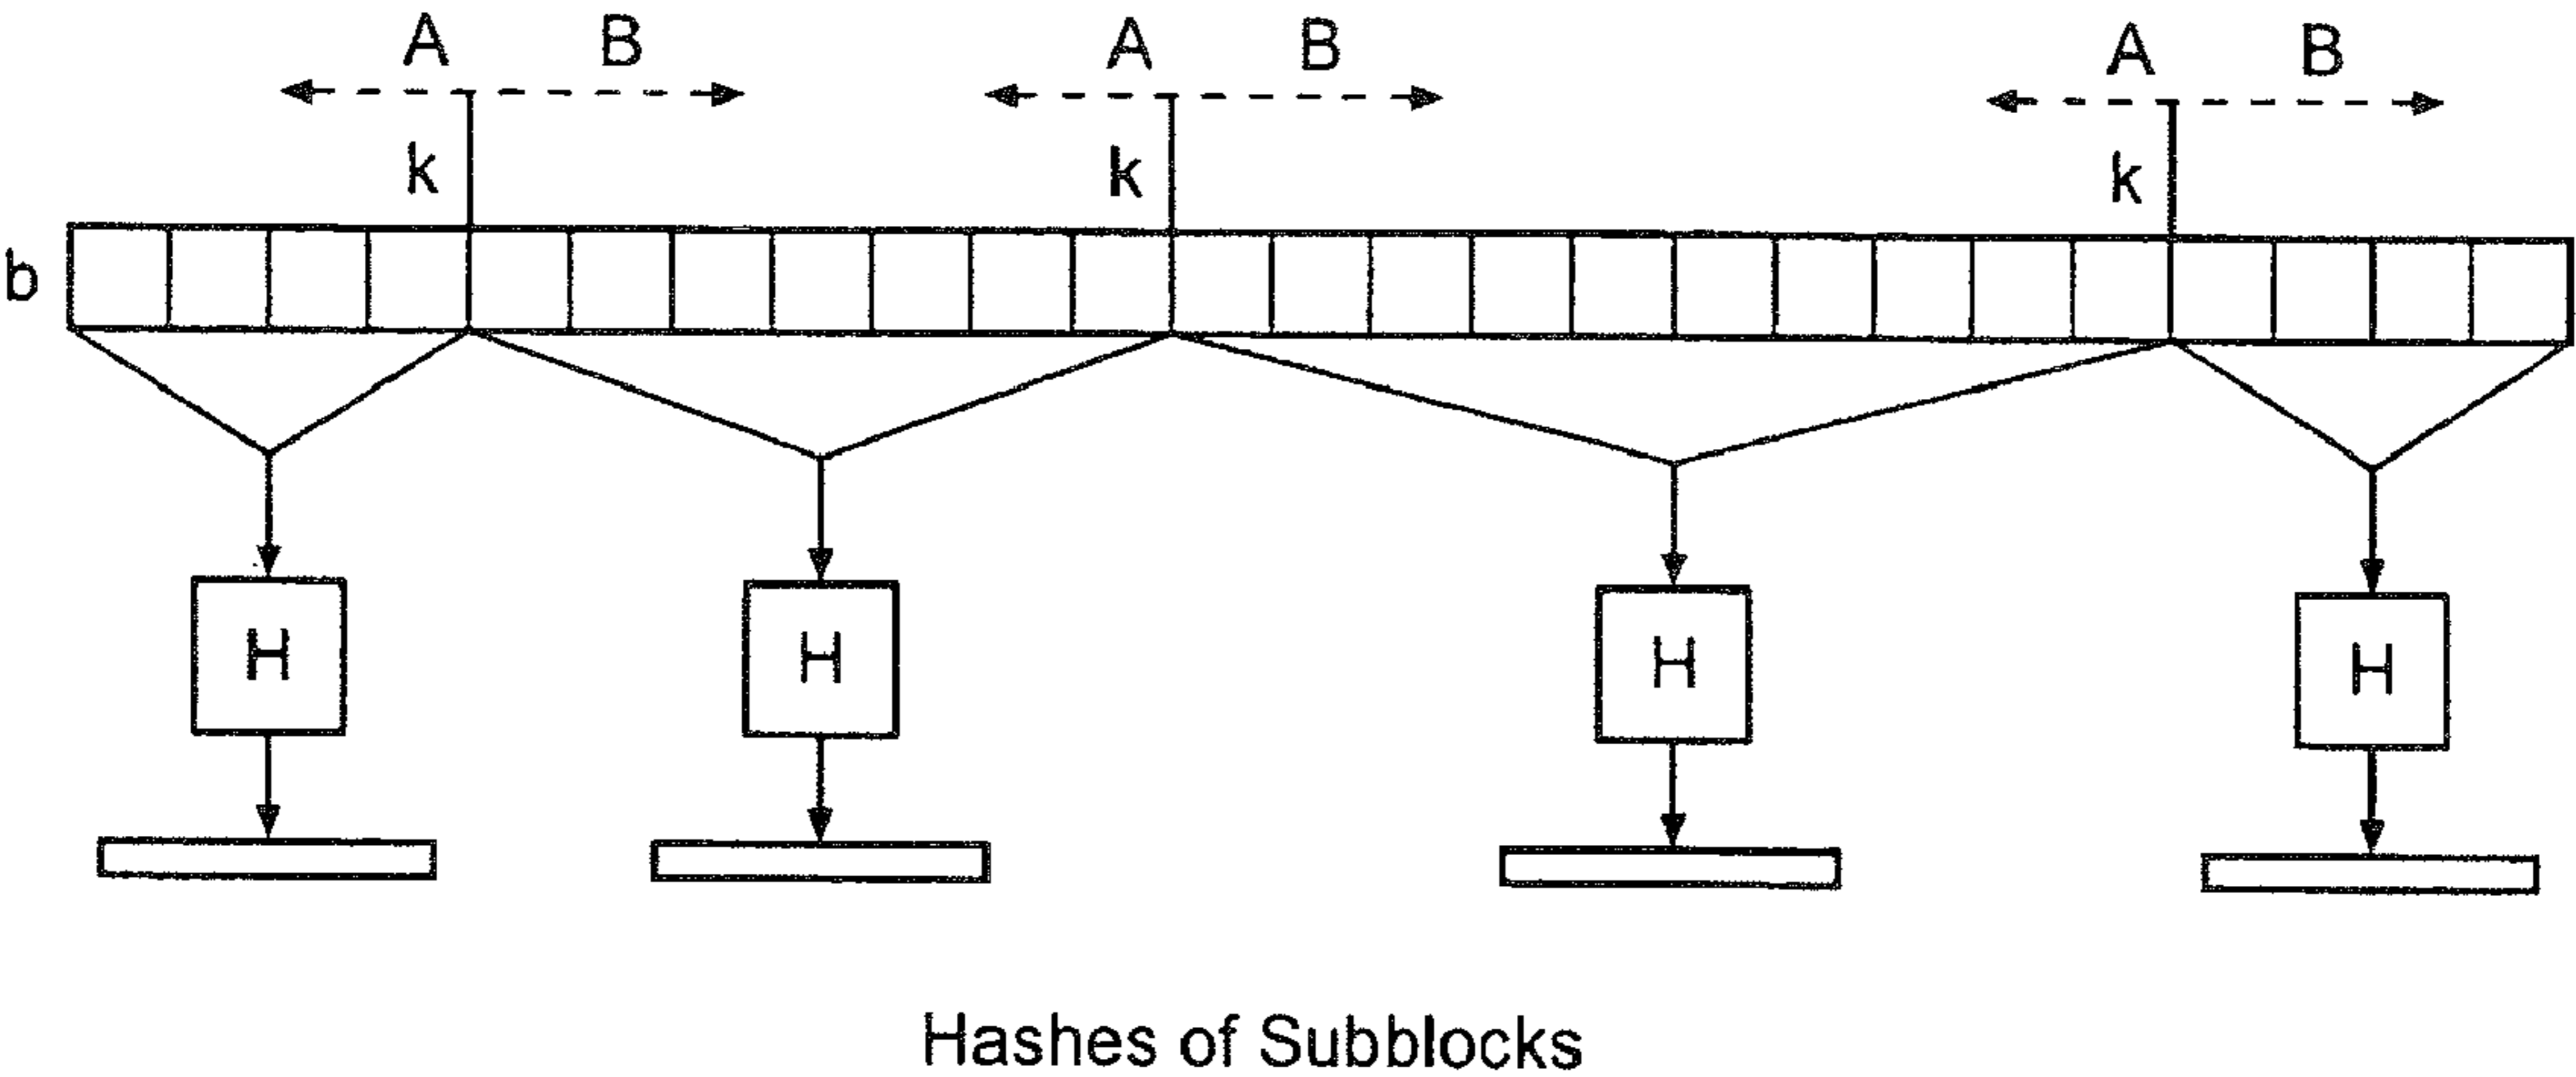 A B A B A B
k k k
b
H H H H
Hashes of Subblocks